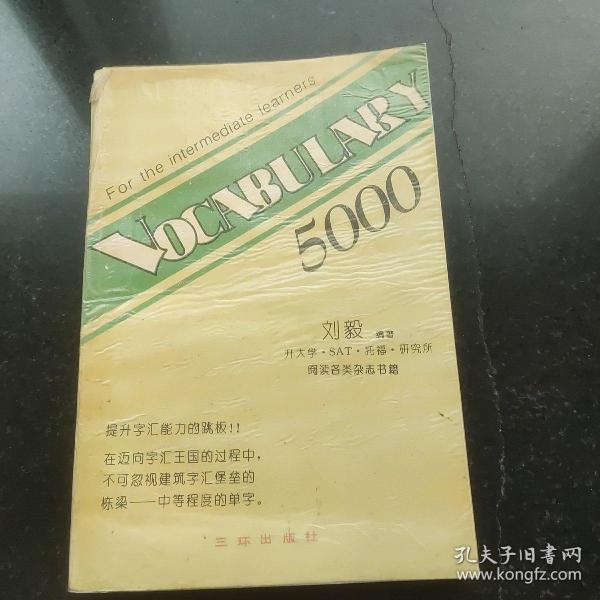 For the intermediate learners
VOCABULARY
5000
刘毅 编著
升大学·SAT·托福·研究所
阅读各类杂志书籍
提升字汇能力的跳板!!
在迈向字汇王国的过程中,
不可忽视建筑字汇堡垒的
栋梁——中等程度的单字。
三环出版社
孔夫子旧书网
www.kongfz.com